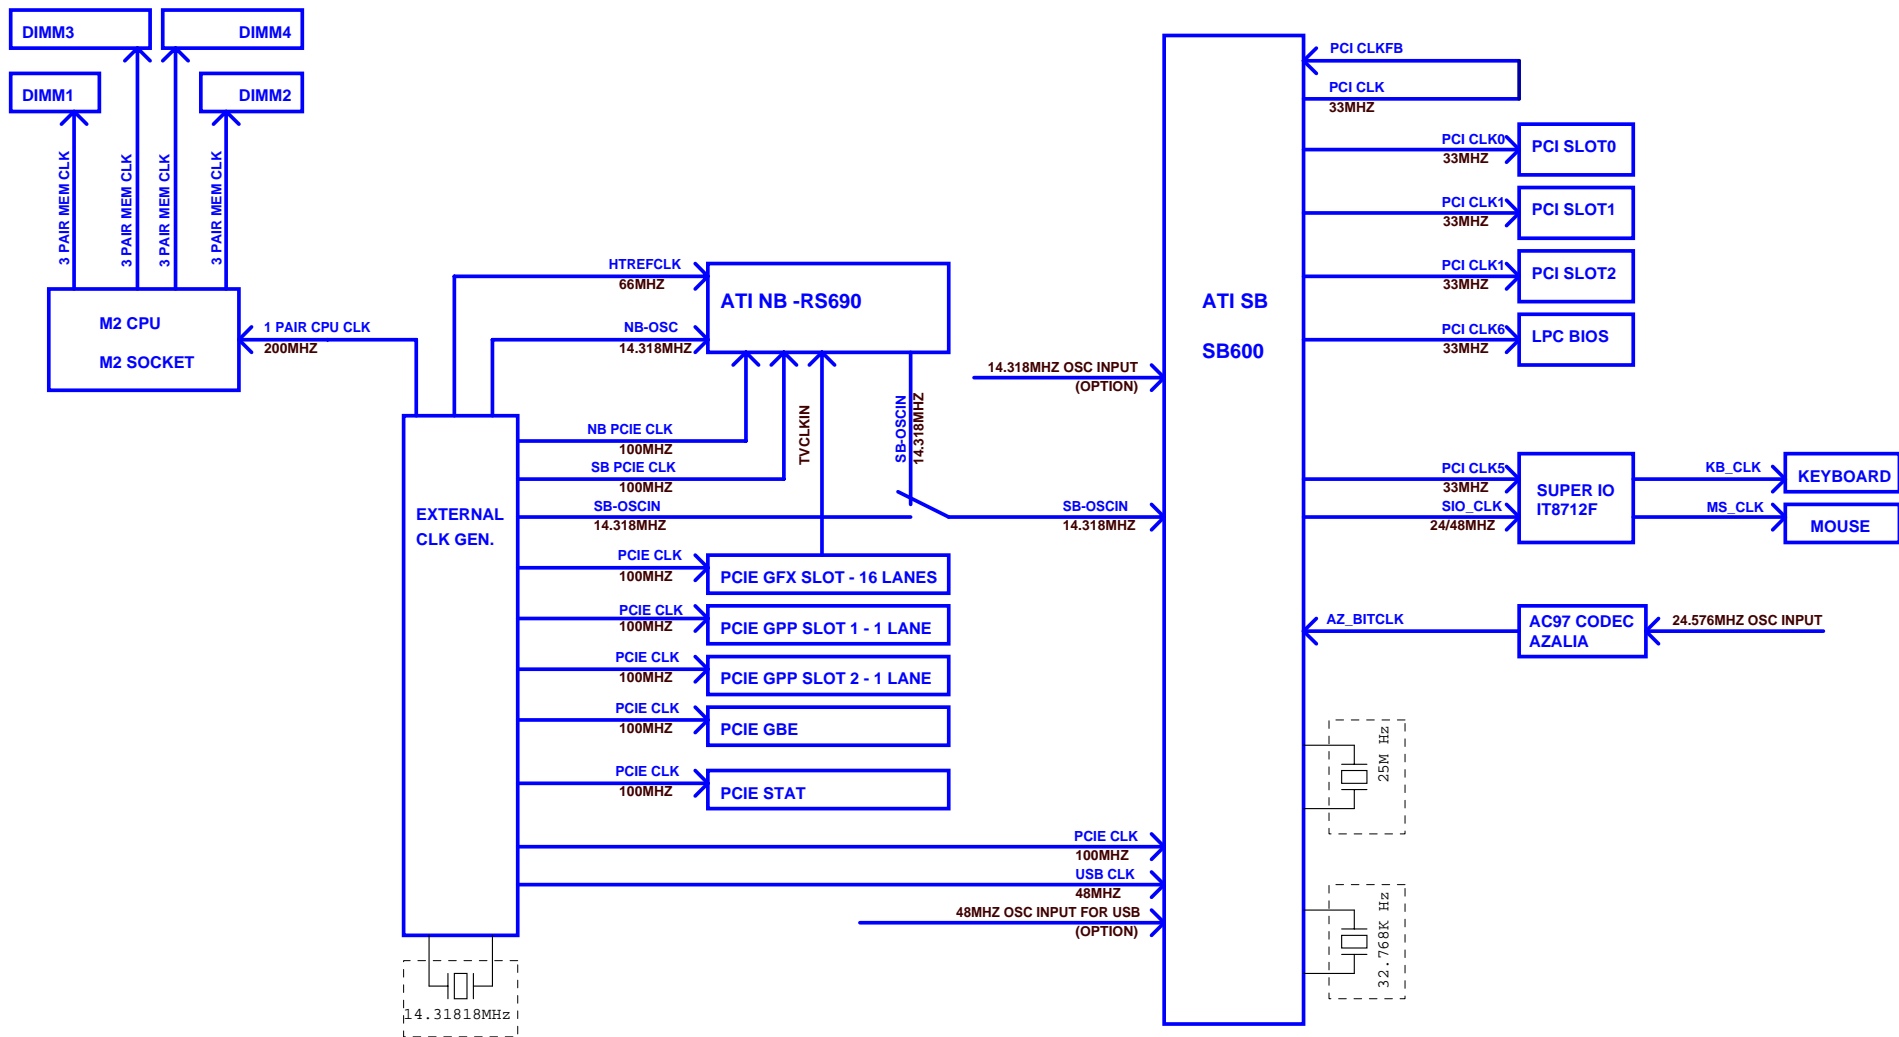 DIMM3
DIMM4
DIMM1
DIMM2
3 PAIR MEM CLK
3 PAIR MEM CLK
3 PAIR MEM CLK
3 PAIR MEM CLK
M2 CPU
M2 SOCKET
1 PAIR CPU CLK
200MHZ
HTREFCLK
66MHZ
NB-OSC
14.318MHZ
ATI NB -RS690
NB PCIE CLK
100MHZ
SB PCIE CLK
100MHZ
SB-OSCIN
14.318MHZ
TVCLKIN
SB-OSCIN
14.318MHZ
EXTERNAL
CLK GEN.
PCIE CLK
100MHZ
PCIE GFX SLOT - 16 LANES
PCIE CLK
100MHZ
PCIE GPP SLOT 1 - 1 LANE
PCIE CLK
100MHZ
PCIE GPP SLOT 2 - 1 LANE
PCIE CLK
100MHZ
PCIE GBE
PCIE CLK
100MHZ
PCIE STAT
14.31818MHz
14.318MHZ OSC INPUT
(OPTION)
SB-OSCIN
14.318MHZ
PCIE CLK
100MHZ
USB CLK
48MHZ
48MHZ OSC INPUT FOR USB
(OPTION)
ATI SB
SB600
PCI CLKFB
PCI CLK
33MHZ
PCI CLK0
33MHZ
PCI SLOT0
PCI CLK1
33MHZ
PCI SLOT1
PCI CLK1
33MHZ
PCI SLOT2
PCI CLK6
33MHZ
LPC BIOS
PCI CLK5
33MHZ
SIO_CLK
24/48MHZ
SUPER IO
IT8712F
KB_CLK
KEYBOARD
MS_CLK
MOUSE
AZ_BITCLK
AC97 CODEC
AZALIA
24.576MHZ OSC INPUT
25M Hz
32.768K Hz